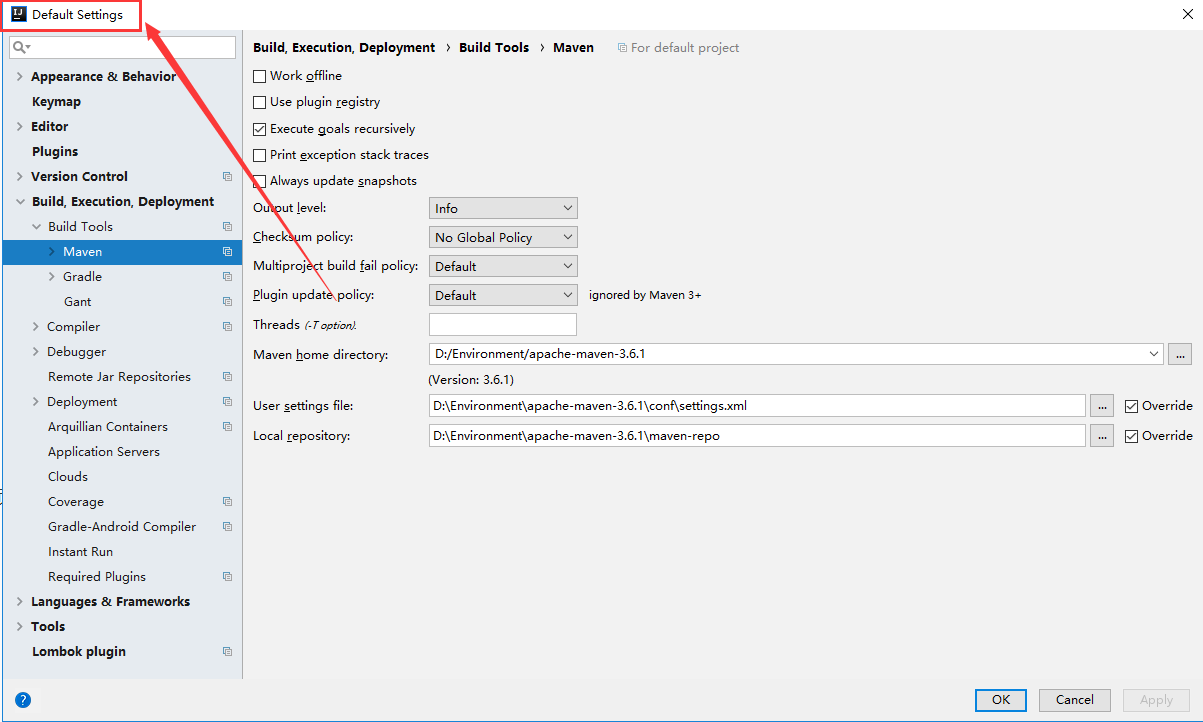 Default Settings
Appearance & Behavior
Keymap
Editor
Plugins
Version Control
Build, Execution, Deployment
Build Tools
Maven
Gradle
Gant
Compiler
Debugger
Remote Jar Repositories
Deployment
Arquillian Containers
Application Servers
Clouds
Coverage
Gradle-Android Compiler
Instant Run
Required Plugins
Languages & Frameworks
Tools
Lombok plugin
Build, Execution, Deployment › Build Tools › Maven For default project
Work offline
Use plugin registry
Execute goals recursively
Print exception stack traces
Always update snapshots
Output level: Info
Checksum policy: No Global Policy
Multiproject build fail policy: Default
Plugin update policy: Default ignored by Maven 3+
Threads (-T option).
Maven home directory: D:/Environment/apache-maven-3.6.1 ...
(Version: 3.6.1)
User settings file: D:\Environment\apache-maven-3.6.1\conf\settings.xml ... Override
Local repository: D:\Environment\apache-maven-3.6.1\maven-repo ... Override
? OK Cancel Apply